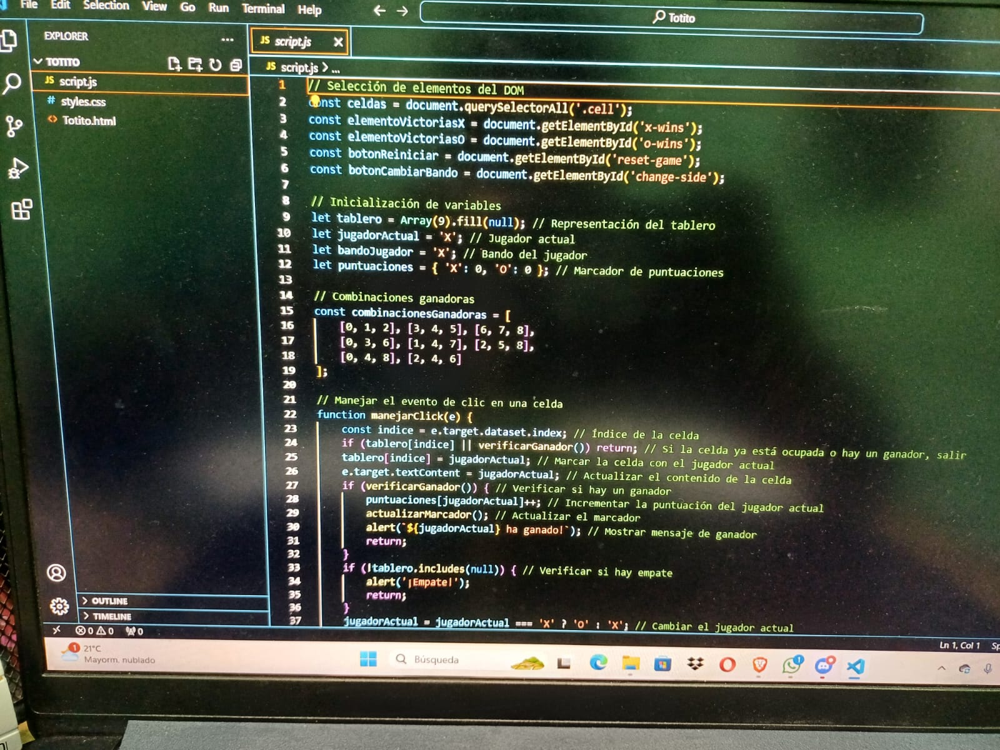 File Edit Selection View Go Run Terminal Help
Totito
EXPLORER
TOTITO
JS script.js
# styles.css
<> Totito.html
OUTLINE
TIMELINE
JS script.js
JS script.js > ...
1 // Selección de elementos del DOM
2 const celdas = document.querySelectorAll('.cell');
3 const elementoVictoriasX = document.getElementById('x-wins');
4 const elementoVictoriasO = document.getElementById('o-wins');
5 const botonReiniciar = document.getElementById('reset-game');
6 const botonCambiarBando = document.getElementById('change-side');
7
8 // Inicialización de variables
9 let tablero = Array(9).fill(null); // Representación del tablero
10 let jugadorActual = 'X'; // Jugador actual
11 let bandoJugador = 'X'; // Bando del jugador
12 let puntuaciones = { 'X': 0, 'O': 0 }; // Marcador de puntuaciones
13
14 // Combinaciones ganadoras
15 const combinacionesGanadoras = [
16 [0, 1, 2], [3, 4, 5], [6, 7, 8],
17 [0, 3, 6], [1, 4, 7], [2, 5, 8],
18 [0, 4, 8], [2, 4, 6]
19 ];
20
21 // Manejar el evento de clic en una celda
22 function manejarClick(e) {
23 const indice = e.target.dataset.index; // Índice de la celda
24 if (tablero[indice] || verificarGanador()) return; // Si la celda ya está ocupada o hay un ganador, salir
25 tablero[indice] = jugadorActual; // Marcar la celda con el jugador actual
26 e.target.textContent = jugadorActual; // Actualizar el contenido de la celda
27 if (verificarGanador()) { // Verificar si hay un ganador
28 puntuaciones[jugadorActual]++; // Incrementar la puntuación del jugador actual
29 actualizarMarcador(); // Actualizar el marcador
30 alert(`${jugadorActual} ha ganado!`); // Mostrar mensaje de ganador
31 return;
32 }
33 if (!tablero.includes(null)) { // Verificar si hay empate
34 alert('¡Empate!');
35 return;
36 }
37 jugadorActual = jugadorActual === 'X' ? 'O' : 'X'; // Cambiar el jugador actual
0 0 0
Ln 1, Col 1 Sp
1 21°C
Mayorm. nublado
Búsqueda
1